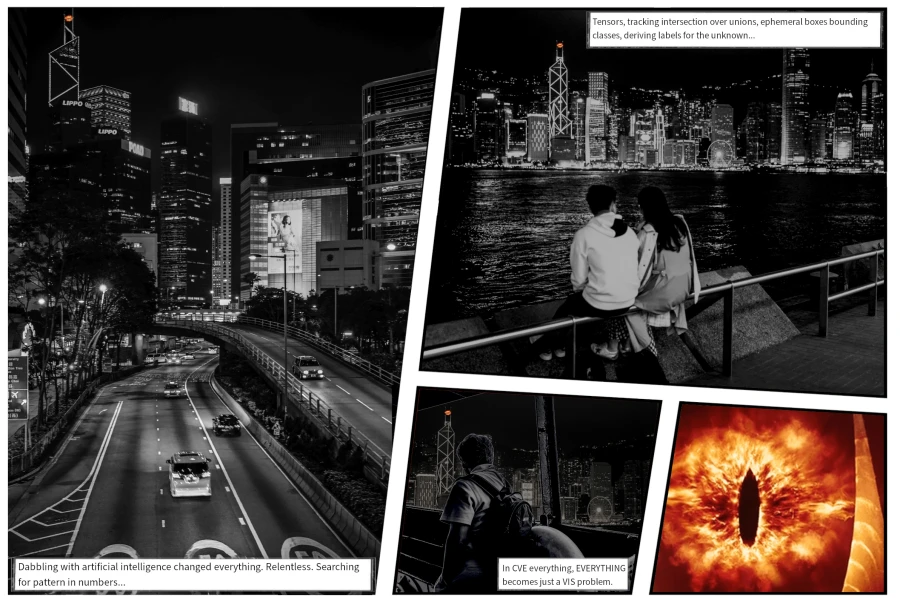 LIPPO
LIPPO
Dabbling with artificial intelligence changed everything. Relentless. Searching
for pattern in numbers...
Tensors, tracking intersection over unions, ephemeral boxes bounding
classes, deriving labels for the unknown...
In CVE everything, EVERYTHING
becomes just a VIS problem.